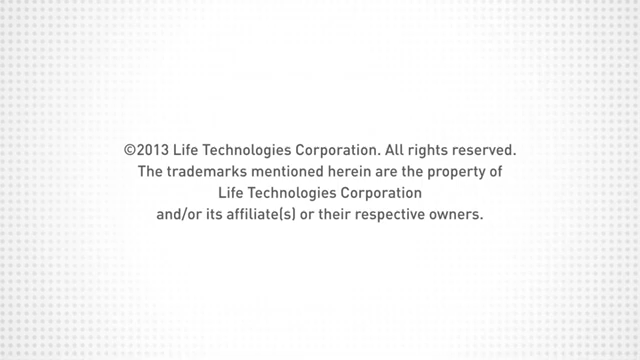 ©2013 Life Technologies Corporation. All rights reserved.
The trademarks mentioned herein are the property of
Life Technologies Corporation
and/or its affiliate(s) or their respective owners.